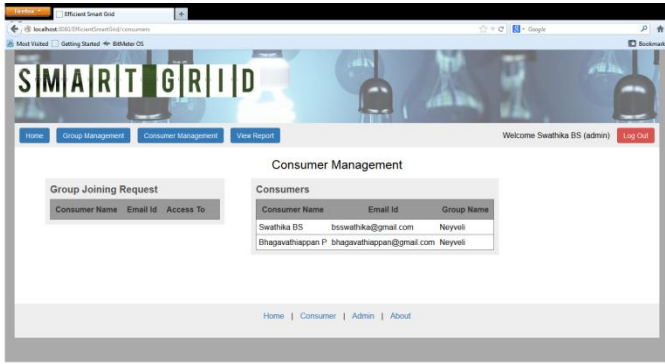 Firefox
Efficient Smart Grid
localhost:8080/EfficientSmartGrid/consumers
Google
Most Visited Getting Started BitMeter OS Bookmark
S|M|A|R|T G|R|I|D
Home Group Management Consumer Management View Report Welcome Swathika BS (admin) Log Out
Consumer Management
Group Joining Request
Consumer Name Email Id Access To
Consumers
Consumer Name Email Id Group Name
Swathika BS bsswathika@gmail.com Neyveli
Bhagavathiappan P bhagavathiappan@gmail.com Neyveli
Home | Consumer | Admin | About